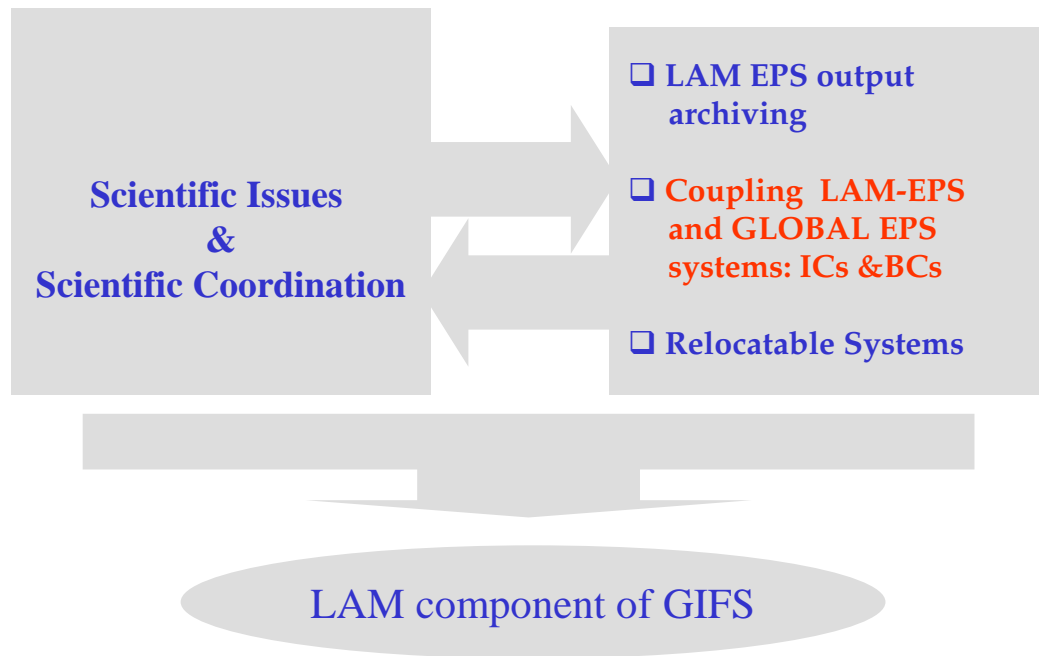 Scientific Issues
&
Scientific Coordination
❑ LAM EPS output
archiving
❑ Coupling LAM-EPS
and GLOBAL EPS
systems: ICs &BCs
❑ Relocatable Systems
LAM component of GIFS